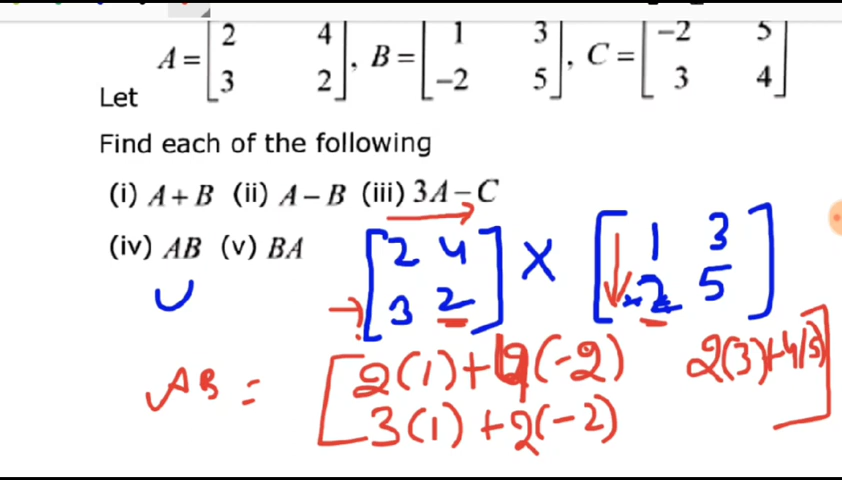 Let A = [2 4; 3 2], B = [1 3; -2 5], C = [-2 5; 3 4]
Find each of the following
(i) A + B (ii) A − B (iii) 3A − C
(iv) AB (v) BA
[2 4; 3 2] × [1 3; -2 5]
AB = [2(1)+4(-2) 2(3)+4(5)
3(1)+2(-2)]